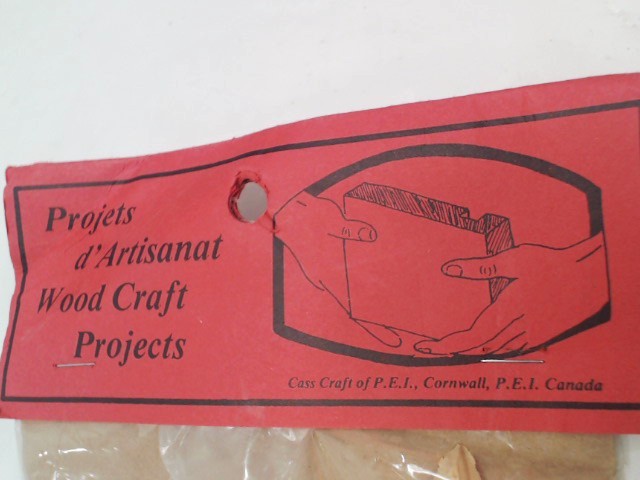 Projets
d'Artisanat
Wood Craft
Projects
Cass Craft of P.E.I., Cornwall, P.E.I. Canada